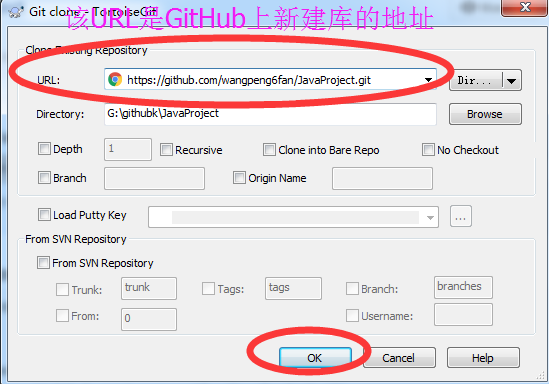 该URL是GitHub上新建库的地址
Git clone - TortoiseGit
Clone Existing Repository
URL: https://github.com/wangpeng6fan/JavaProject.git Dir...
Directory: G:\githubk\JavaProject Browse
Depth 1 Recursive Clone into Bare Repo No Checkout
Branch Origin Name
Load Putty Key ...
From SVN Repository
From SVN Repository
Trunk: trunk Tags: tags Branch: branches
From: 0 Username:
OK Cancel Help